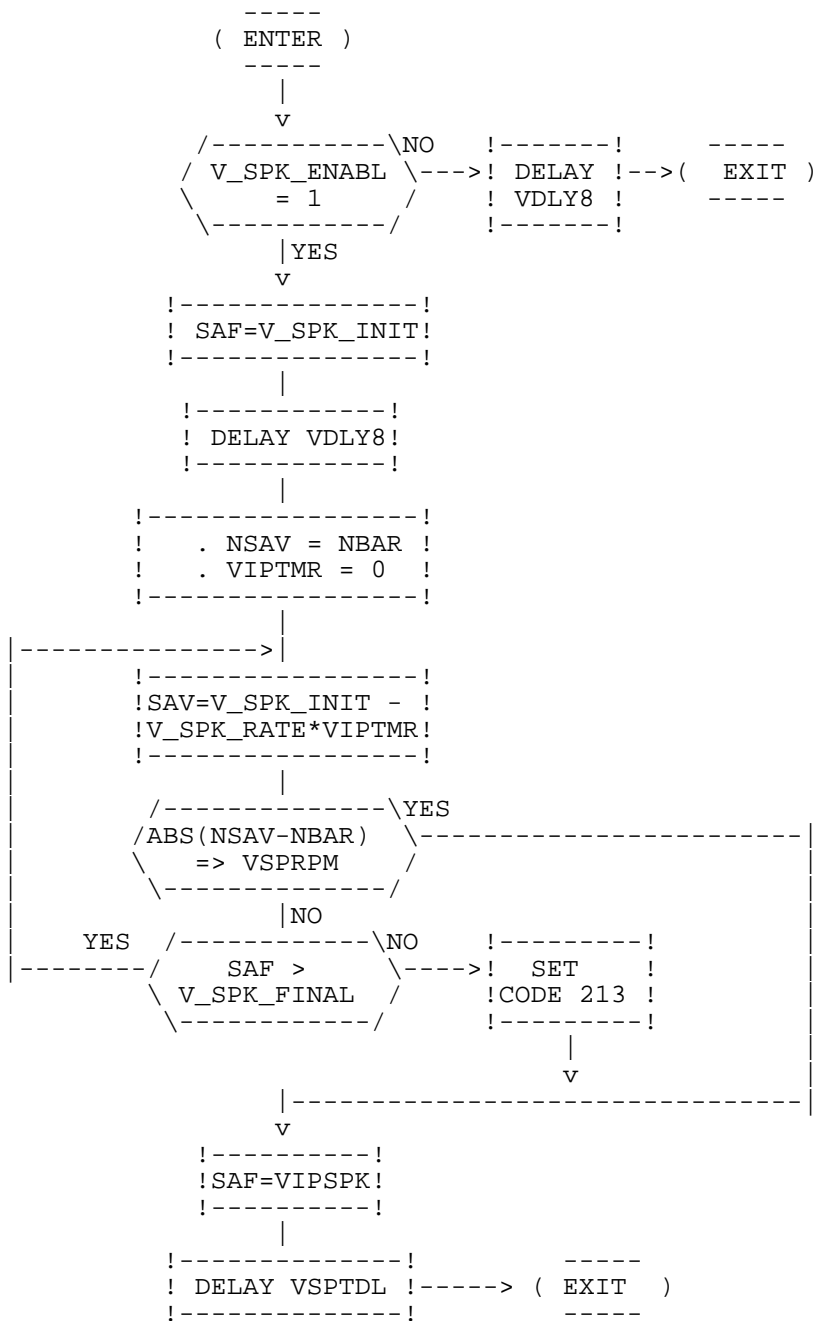 ( ENTER )
NO
V_SPK_ENABL
= 1
DELAY
VDLY8
( EXIT )
YES
SAF=V_SPK_INIT
DELAY VDLY8
. NSAV = NBAR
. VIPTMR = 0
SAV=V_SPK_INIT -
V_SPK_RATE*VIPTMR
YES
ABS(NSAV-NBAR)
=> VSPRPM
NO
YES
NO
SAF >
V_SPK_FINAL
SET
CODE 213
v
SAF=VIPSPK
DELAY VSPTDL
( EXIT )